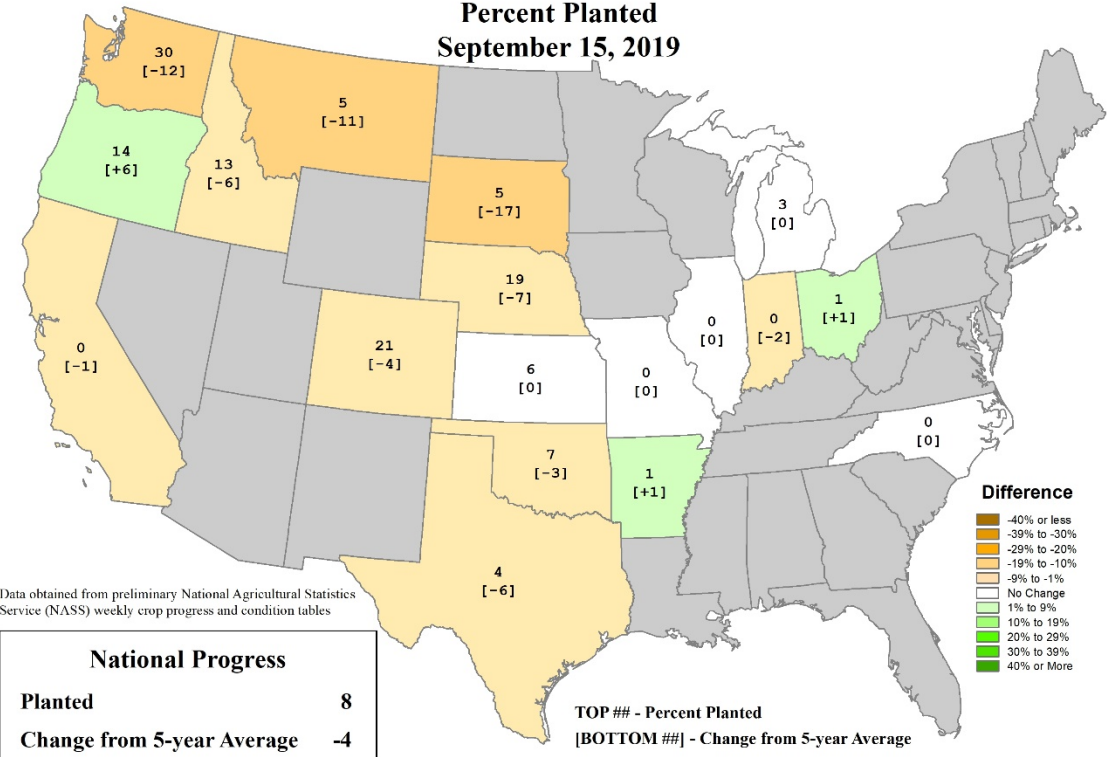 Percent Planted
September 15, 2019
30
[-12]
5
[-11]
14
[+6]
13
[-6]
5
[-17]
3
[0]
19
[-7]
1
[+1]
0
[0]
0
[-2]
0
[-1]
21
[-4]
6
[0]
0
[0]
0
[0]
7
[-3]
1
[+1]
4
[-6]
Difference
-40% or less
-39% to -30%
-29% to -20%
-19% to -10%
-9% to -1%
No Change
1% to 9%
10% to 19%
20% to 29%
30% to 39%
40% or More
Data obtained from preliminary National Agricultural Statistics
Service (NASS) weekly crop progress and condition tables
National Progress
Planted 8
Change from 5-year Average -4
TOP ## - Percent Planted
[BOTTOM ##] - Change from 5-year Average